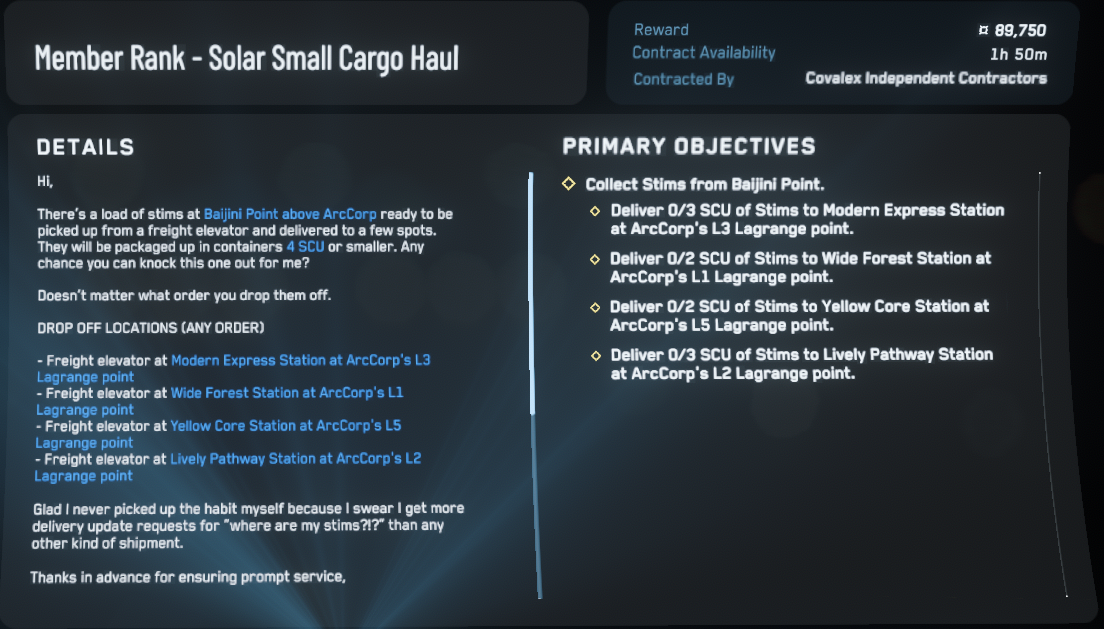 Member Rank - Solar Small Cargo Haul
Reward ¤ 89,750
Contract Availability 1h 50m
Contracted By Covalex Independent Contractors
DETAILS
Hi,
There's a load of stims at Baijini Point above ArcCorp ready to be
picked up from a freight elevator and delivered to a few spots.
They will be packaged up in containers 4 SCU or smaller. Any
chance you can knock this one out for me?
Doesn't matter what order you drop them off.
DROP OFF LOCATIONS (ANY ORDER)
- Freight elevator at Modern Express Station at ArcCorp's L3
Lagrange point
- Freight elevator at Wide Forest Station at ArcCorp's L1
Lagrange point
- Freight elevator at Yellow Core Station at ArcCorp's L5
Lagrange point
- Freight elevator at Lively Pathway Station at ArcCorp's L2
Lagrange point
Glad I never picked up the habit myself because I swear I get more
delivery update requests for "where are my stims?!?" than any
other kind of shipment.
Thanks in advance for ensuring prompt service,
PRIMARY OBJECTIVES
Collect Stims from Baijini Point.
Deliver 0/3 SCU of Stims to Modern Express Station
at ArcCorp's L3 Lagrange point.
Deliver 0/2 SCU of Stims to Wide Forest Station at
ArcCorp's L1 Lagrange point.
Deliver 0/2 SCU of Stims to Yellow Core Station at
ArcCorp's L5 Lagrange point.
Deliver 0/3 SCU of Stims to Lively Pathway Station
at ArcCorp's L2 Lagrange point.